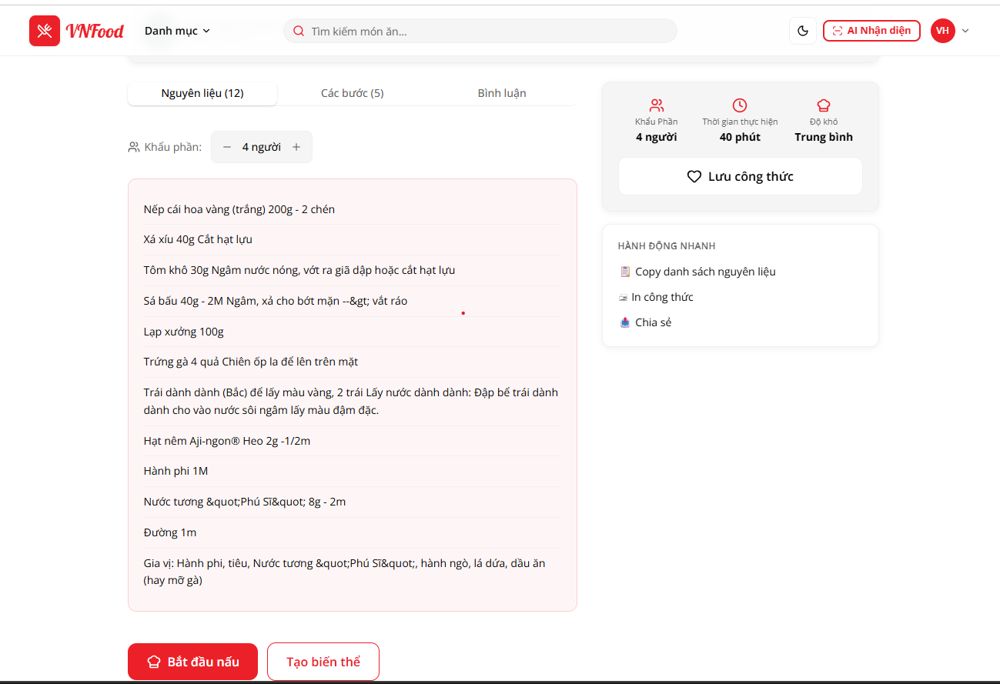 VNFood
Danh mục
Tìm kiếm món ăn...
AI Nhận diện
VH
Nguyên liệu (12)
Các bước (5)
Bình luận
Khẩu phần:
4 người
Nếp cái hoa vàng (trắng) 200g - 2 chén
Xá xíu 40g Cắt hạt lựu
Tôm khô 30g Ngâm nước nóng, vớt ra giã dập hoặc cắt hạt lựu
Sá bấu 40g - 2M Ngâm, xả cho bớt mặn --&gt; vắt ráo
Lạp xưởng 100g
Trứng gà 4 quả Chiên ốp la để lên trên mặt
Trái dành dành (Bắc) để lấy màu vàng, 2 trái Lấy nước dành dành: Đập bể trái dành
dành cho vào nước sôi ngâm lấy màu đậm đặc.
Hạt nêm Aji-ngon® Heo 2g -1/2m
Hành phi 1M
Nước tương &quot;Phú Sĩ&quot; 8g - 2m
Đường 1m
Gia vị: Hành phi, tiêu, Nước tương &quot;Phú Sĩ&quot;, hành ngò, lá dứa, dầu ăn
(hay mỡ gà)
Bắt đầu nấu
Tạo biến thể
Khẩu Phần
4 người
Thời gian thực hiện
40 phút
Độ khó
Trung bình
Lưu công thức
HÀNH ĐỘNG NHANH
Copy danh sách nguyên liệu
In công thức
Chia sẻ